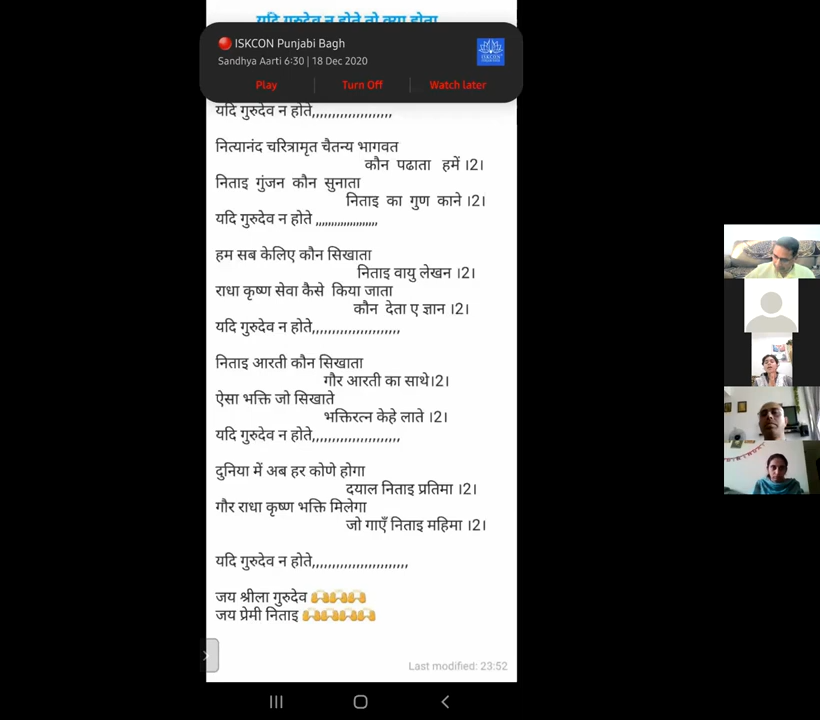 यदि गुरुदेव न होते तो क्या होता
ISKCON Punjabi Bagh
Sandhya Aarti 6:30 | 18 Dec 2020
Play
Turn Off
Watch later
यदि गुरुदेव न होते,,,,,,,,,,,,,,,,,,,,
नित्यानंद चरित्रामृत चैतन्य भागवत
कौन पढाता हमें ।2।
निताइ गुंजन कौन सुनाता
निताइ का गुण काने ।2।
यदि गुरुदेव न होते ,,,,,,,,,,,,,,,,,,,,
हम सब केलिए कौन सिखाता
निताइ वायु लेखन ।2।
राधा कृष्ण सेवा कैसे किया जाता
कौन देता ए ज्ञान ।2।
यदि गुरुदेव न होते,,,,,,,,,,,,,,,,,,,,,,
निताइ आरती कौन सिखाता
गौर आरती का साथे।2।
ऐसा भक्ति जो सिखाते
भक्तिरत्न केहे लाते ।2।
यदि गुरुदेव न होते,,,,,,,,,,,,,,,,,,,,,,
दुनिया में अब हर कोणे होगा
दयाल निताइ प्रतिमा ।2।
गौर राधा कृष्ण भक्ति मिलेगा
जो गाएँ निताइ महिमा ।2।
यदि गुरुदेव न होते,,,,,,,,,,,,,,,,,,,,,,,,
जय श्रीला गुरुदेव 🙌🙌🙌
जय प्रेमी निताइ 🙌🙌🙌🙌
Last modified: 23:52